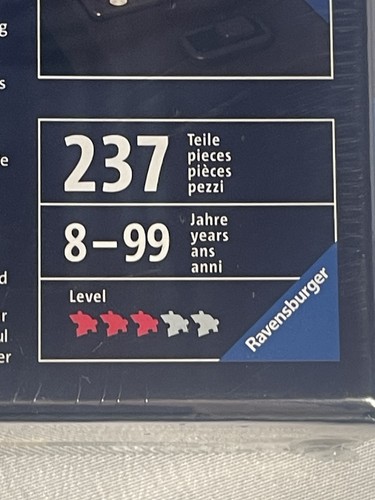 237
Teile
pieces
pièces
pezzi
8–99
Jahre
years
ans
anni
Level
Ravensburger